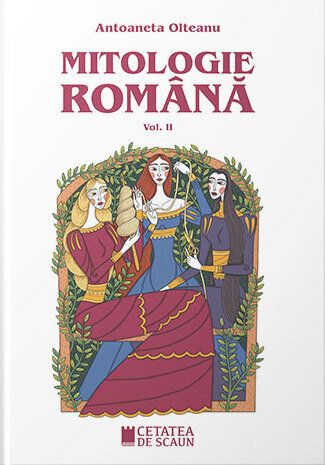 Antoaneta Olteanu
MITOLOGIE
ROMÂNĂ
Vol. II
CETATEA
DE SCAUN